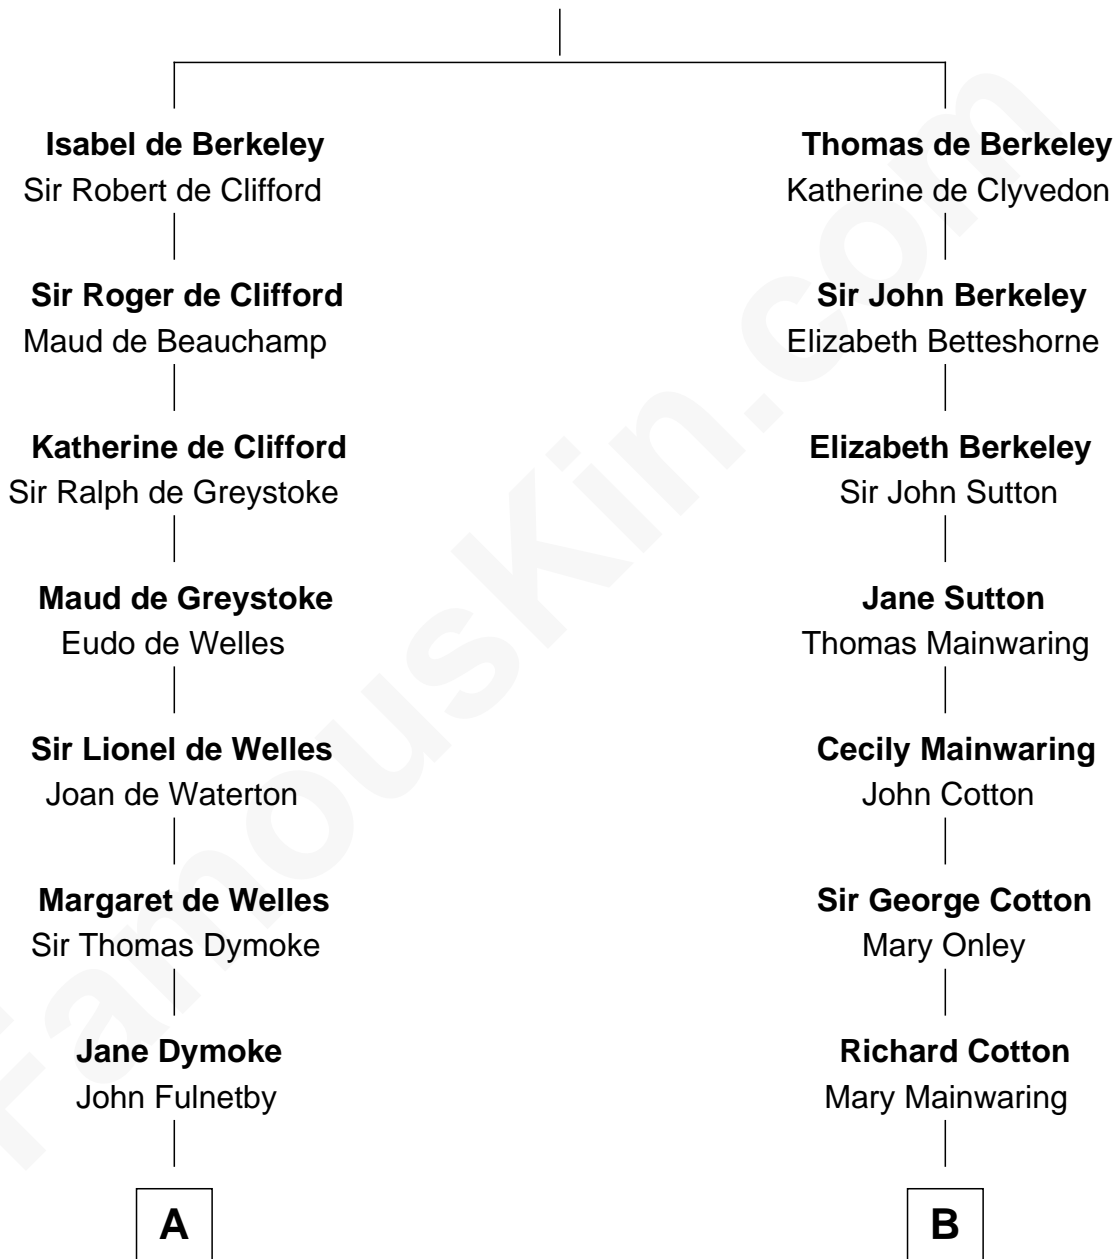 Isabel de Berkeley
Sir Robert de Clifford
Sir Roger de Clifford
Maud de Beauchamp
Katherine de Clifford
Sir Ralph de Greystoke
Maud de Greystoke
Eudo de Welles
Sir Lionel de Welles
Joan de Waterton
Margaret de Welles
Sir Thomas Dymoke
Jane Dymoke
John Fulnetby
A
Thomas de Berkeley
Katherine de Clyvedon
Sir John Berkeley
Elizabeth Betteshorne
Elizabeth Berkeley
Sir John Sutton
Jane Sutton
Thomas Mainwaring
Cecily Mainwaring
John Cotton
Sir George Cotton
Mary Onley
Richard Cotton
Mary Mainwaring
B
FamousKin.com